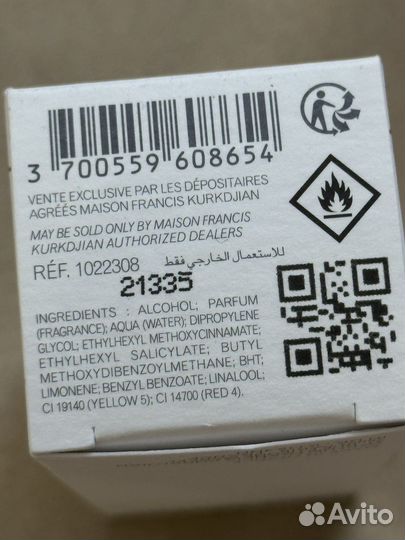 3 700559 608654
VENTE EXCLUSIVE PAR LES DÉPOSITAIRES
AGRÉÉS MAISON FRANCIS KURKDJIAN
MAY BE SOLD ONLY BY MAISON FRANCIS
KURKDJIAN AUTHORIZED DEALERS
RÉF. 1022308 للاستعمال الخارجي فقط
21335
INGREDIENTS : ALCOHOL; PARFUM
(FRAGRANCE); AQUA (WATER); DIPROPYLENE
GLYCOL; ETHYLHEXYL METHOXYCINNAMATE;
ETHYLHEXYL SALICYLATE; BUTYL
METHOXYDIBENZOYLMETHANE; BHT;
LIMONENE; BENZYL BENZOATE; LINALOOL;
CI 19140 (YELLOW 5); CI 14700 (RED 4).
Avito